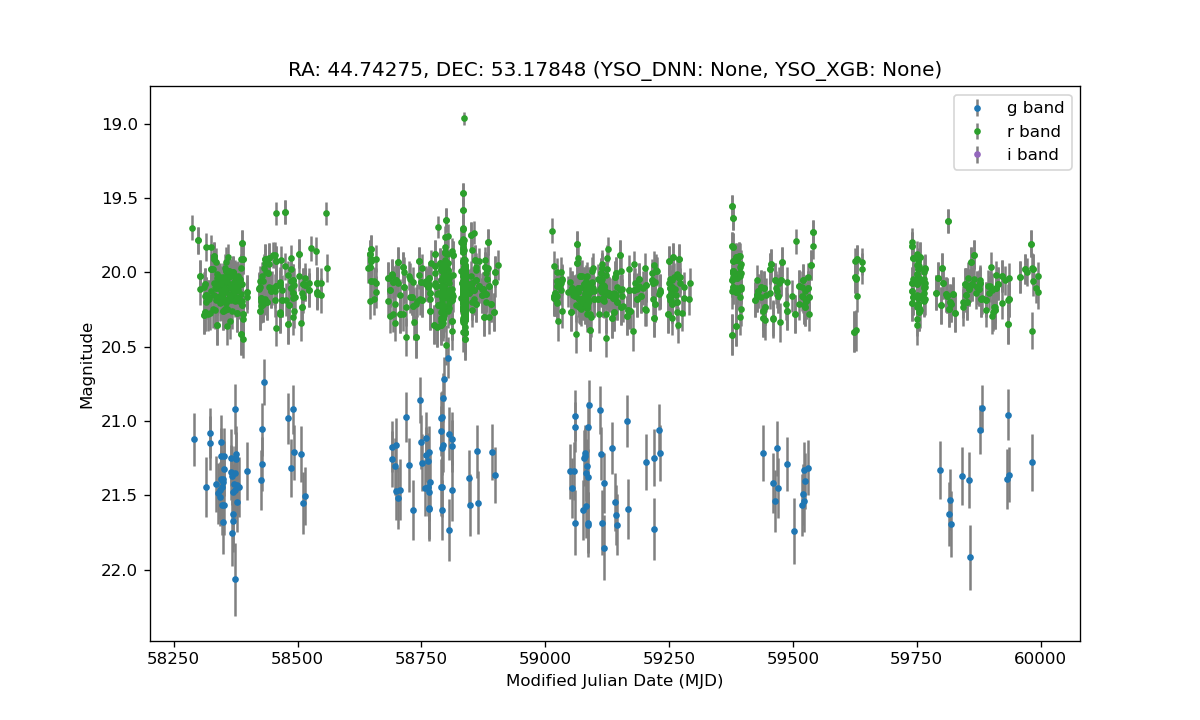 RA: 44.74275, DEC: 53.17848 (YSO_DNN: None, YSO_XGB: None)
g band
r band
i band
19.0
19.5
20.0
20.5
21.0
21.5
22.0
Magnitude
58250 58500 58750 59000 59250 59500 59750 60000
Modified Julian Date (MJD)